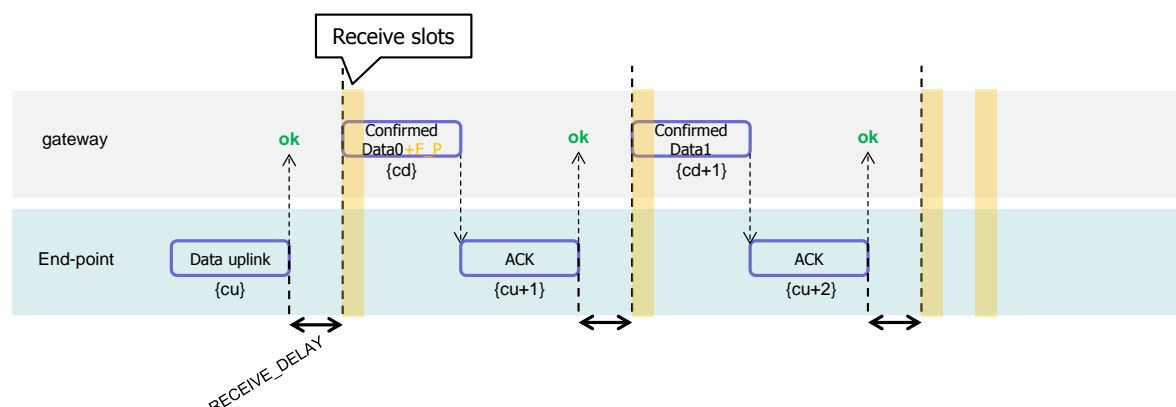 Receive slots
gateway
ok
Confirmed
Data0+F_P
{cd}
ok
Confirmed
Data1
{cd+1}
ok
End-point
Data uplink
{cu}
ACK
{cu+1}
ACK
{cu+2}
RECEIVE_DELAY